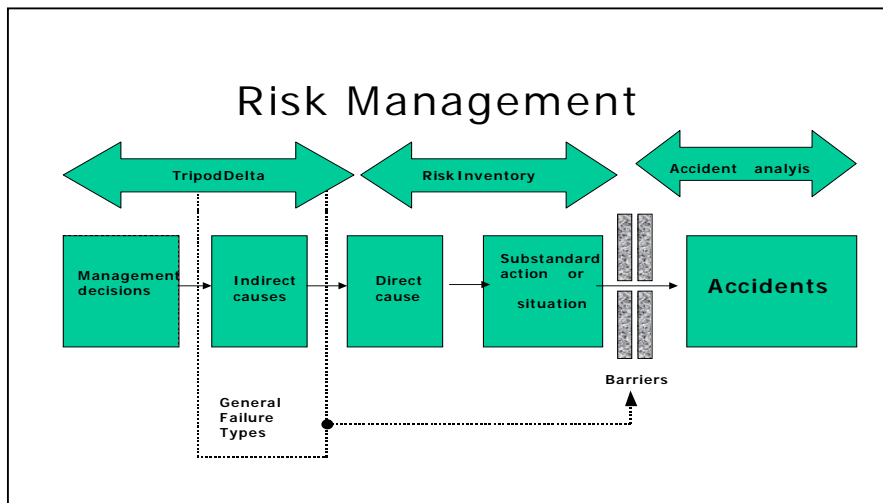 Risk Management
TripodDelta
Risk Inventory
Accident analyis
Management
decisions
Indirect
causes
Direct
cause
Substandard
action or
situation
Accidents
Barriers
General
Failure
Types